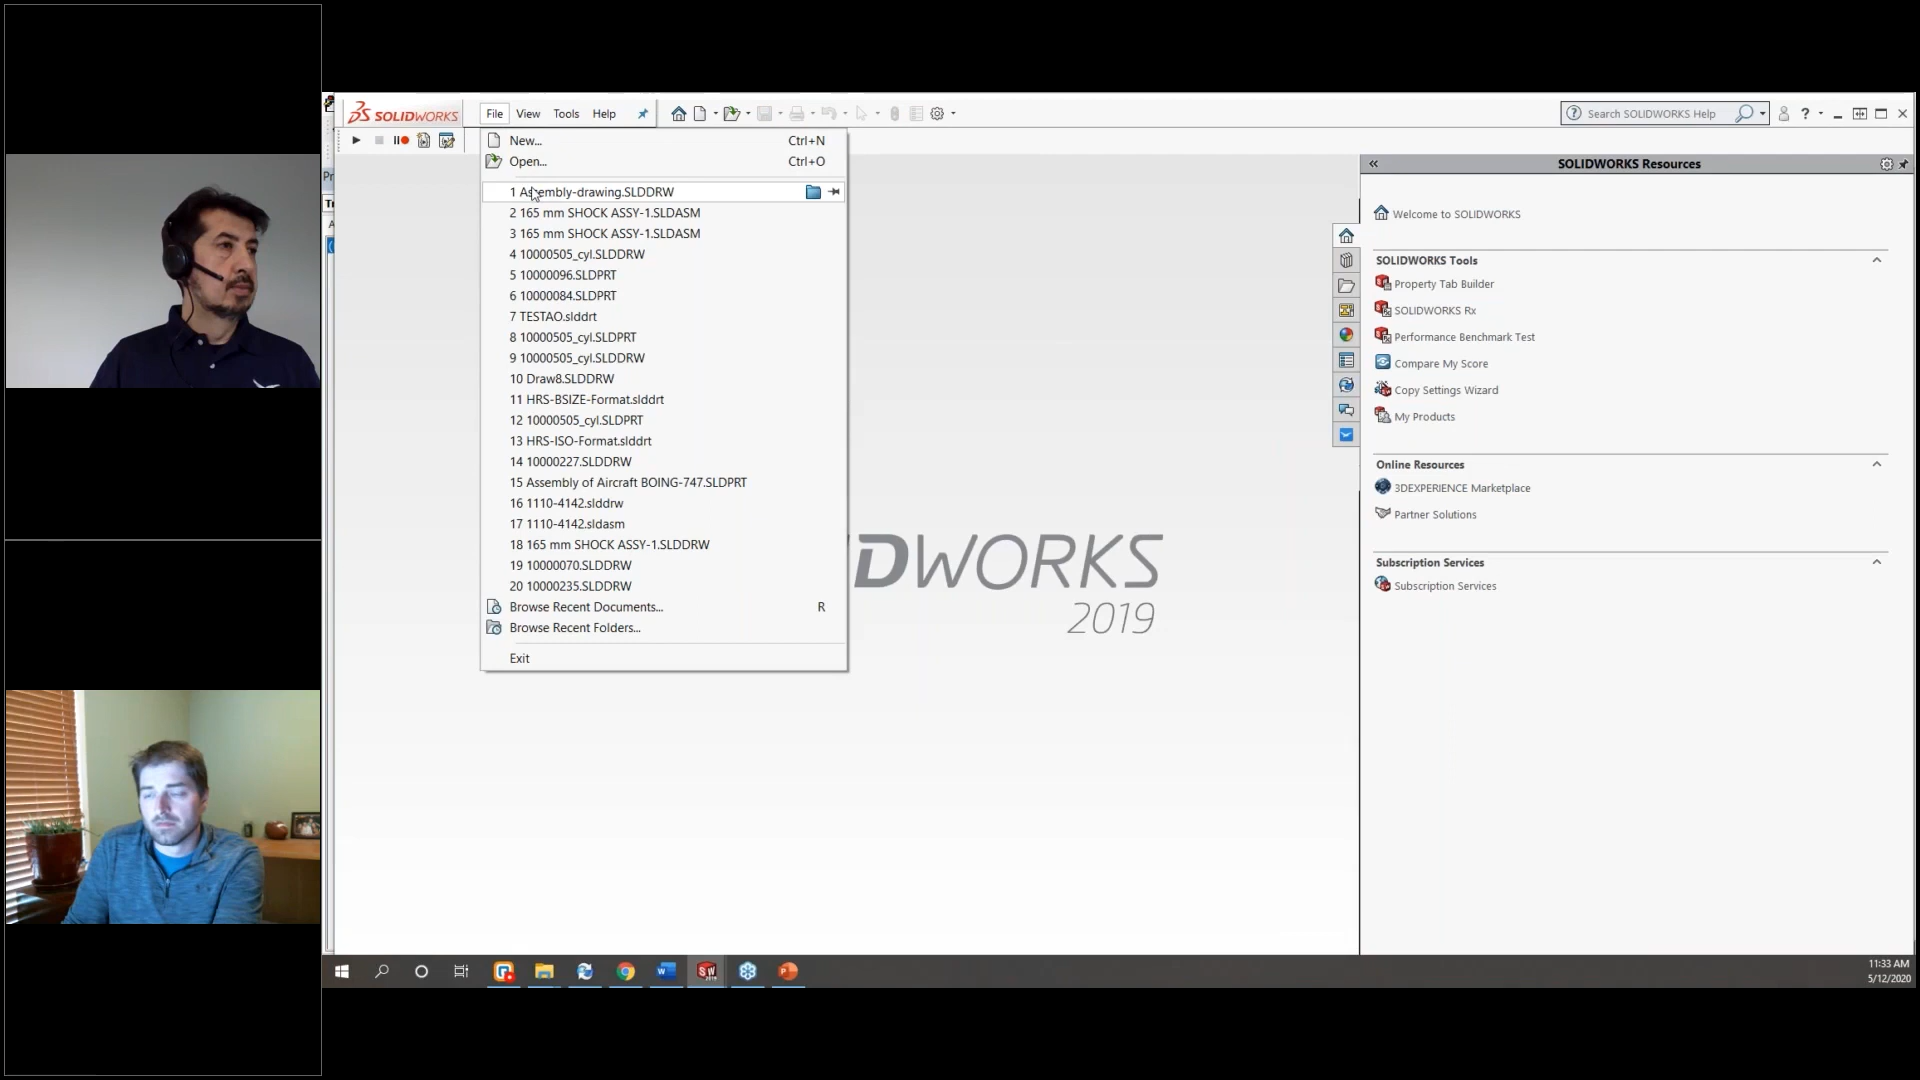 SOLIDWORKS
File View Tools Help
Search SOLIDWORKS Help
?
New... Ctrl+N
Open... Ctrl+O
1 Assembly-drawing.SLDDRW
2 165 mm SHOCK ASSY-1.SLDASM
3 165 mm SHOCK ASSY-1.SLDASM
4 10000505_cyl.SLDDRW
5 10000096.SLDPRT
6 10000084.SLDPRT
7 TESTAO.slddrt
8 10000505_cyl.SLDPRT
9 10000505_cyl.SLDDRW
10 Draw8.SLDDRW
11 HRS-BSIZE-Format.slddrt
12 10000505_cyl.SLDPRT
13 HRS-ISO-Format.slddrt
14 10000227.SLDDRW
15 Assembly of Aircraft BOING-747.SLDPRT
16 1110-4142.slddrw
17 1110-4142.sldasm
18 165 mm SHOCK ASSY-1.SLDDRW
19 10000070.SLDDRW
20 10000235.SLDDRW
Browse Recent Documents... R
Browse Recent Folders...
Exit
DWORKS
2019
SOLIDWORKS Resources
Welcome to SOLIDWORKS
SOLIDWORKS Tools
Property Tab Builder
SOLIDWORKS Rx
Performance Benchmark Test
Compare My Score
Copy Settings Wizard
My Products
Online Resources
3DEXPERIENCE Marketplace
Partner Solutions
Subscription Services
Subscription Services
11:33 AM
5/12/2020